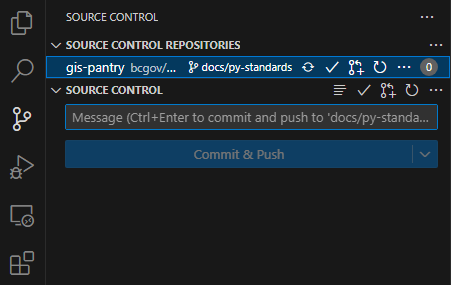 SOURCE CONTROL
SOURCE CONTROL REPOSITORIES
gis-pantry bcgov/... docs/py-standards 0
SOURCE CONTROL
Message (Ctrl+Enter to commit and push to 'docs/py-standa...
Commit & Push